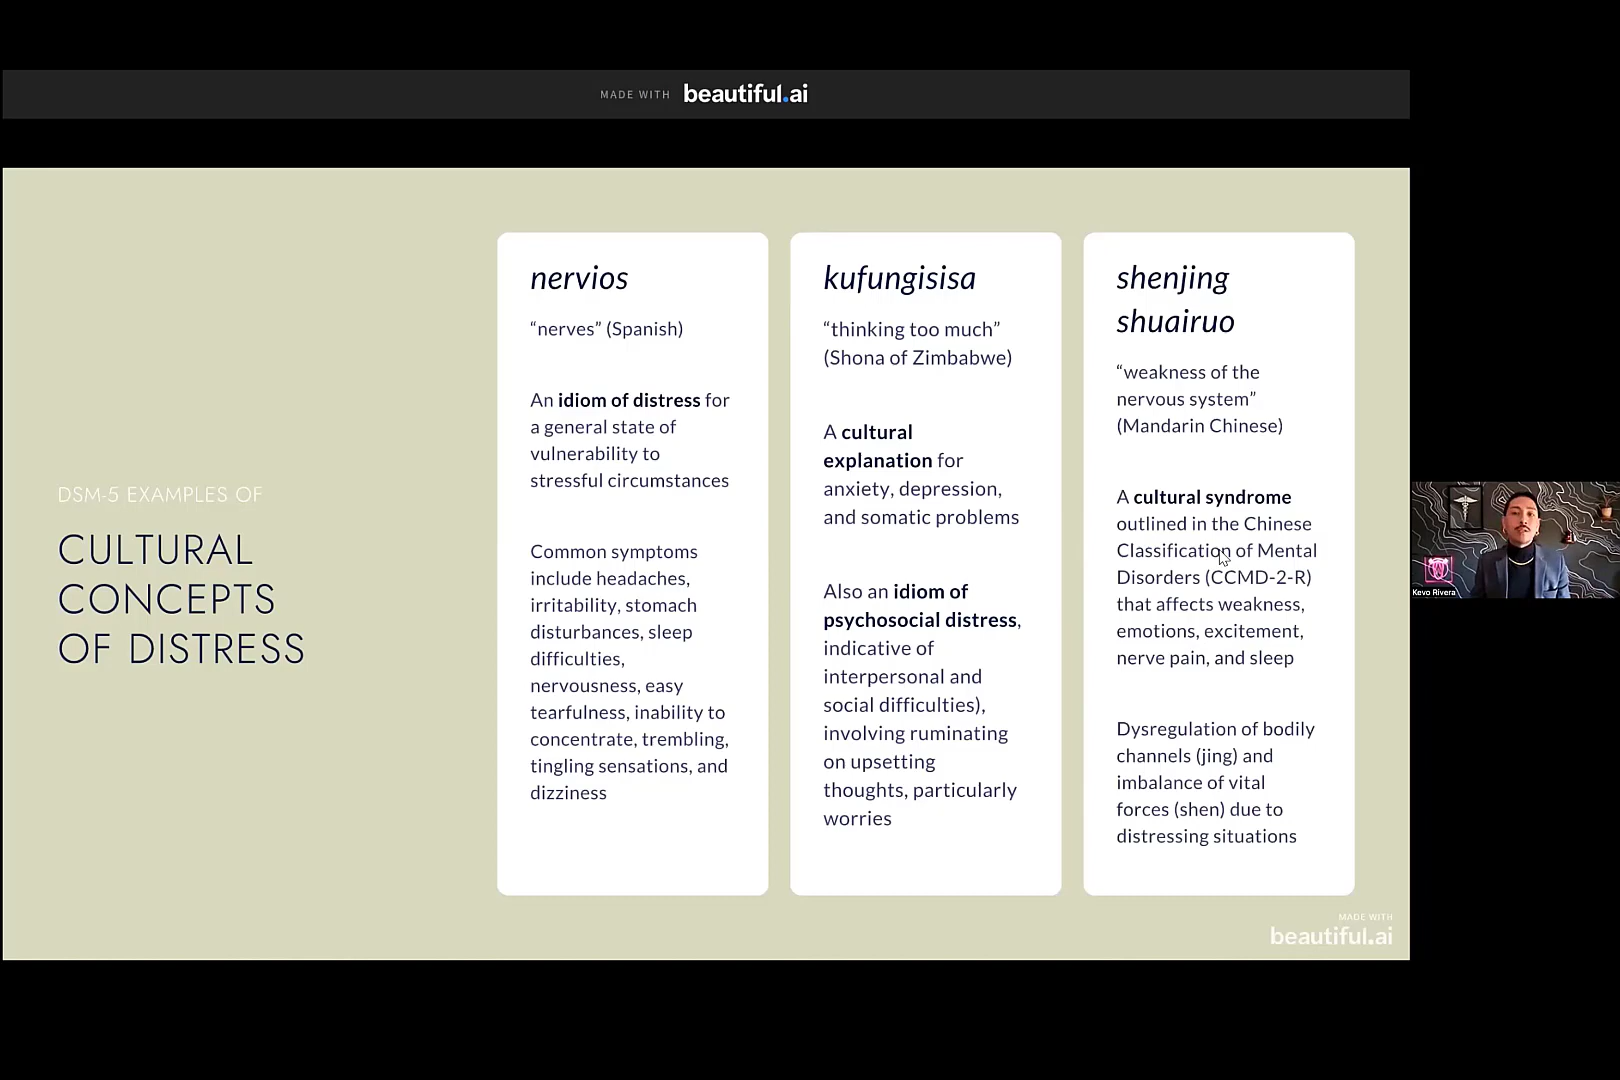 MADE WITH beautiful.ai
DSM-5 EXAMPLES OF
CULTURAL
CONCEPTS
OF DISTRESS
nervios
“nerves” (Spanish)
An idiom of distress for
a general state of
vulnerability to
stressful circumstances
Common symptoms
include headaches,
irritability, stomach
disturbances, sleep
difficulties,
nervousness, easy
tearfulness, inability to
concentrate, trembling,
tingling sensations, and
dizziness
kufungisisa
“thinking too much”
(Shona of Zimbabwe)
A cultural
explanation for
anxiety, depression,
and somatic problems
Also an idiom of
psychosocial distress,
indicative of
interpersonal and
social difficulties),
involving ruminating
on upsetting
thoughts, particularly
worries
shenjing
shuairuo
“weakness of the
nervous system”
(Mandarin Chinese)
A cultural syndrome
outlined in the Chinese
Classification of Mental
Disorders (CCMD-2-R)
that affects weakness,
emotions, excitement,
nerve pain, and sleep
Dysregulation of bodily
channels (jing) and
imbalance of vital
forces (shen) due to
distressing situations
MADE WITH
beautiful.ai
Kevo Rivera